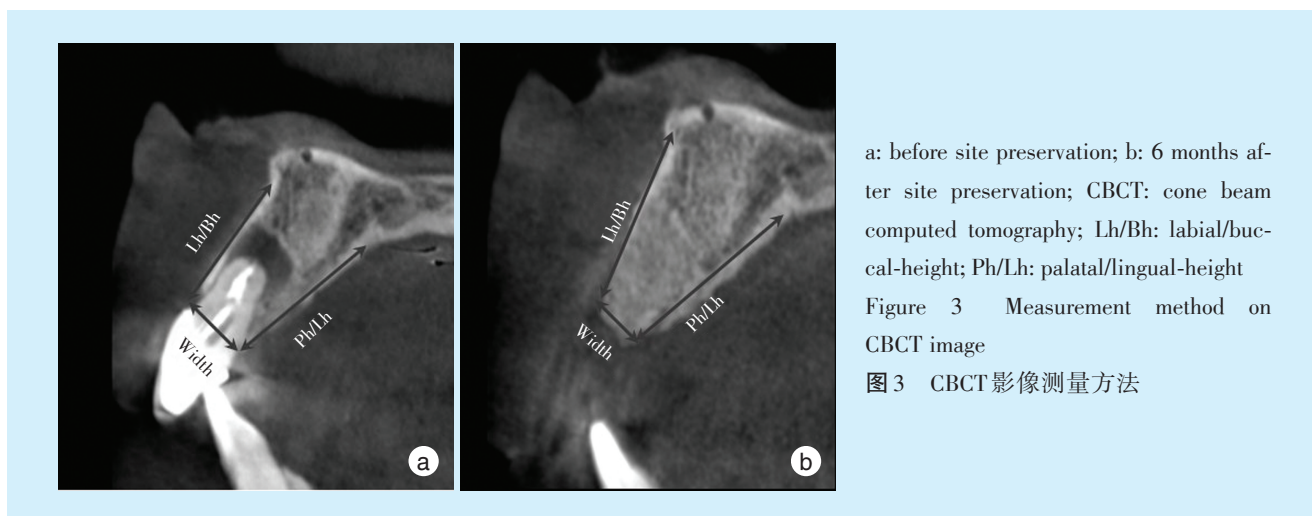 Lh/Bh
Ph/Lh
Width
a
Lh/Bh
Ph/Lh
Width
b
a: before site preservation; b: 6 months af-
ter site preservation; CBCT: cone beam
computed tomography; Lh/Bh: labial/buc-
cal-height; Ph/Lh: palatal/lingual-height
Figure 3 Measurement method on
CBCT image
图3 CBCT影像测量方法